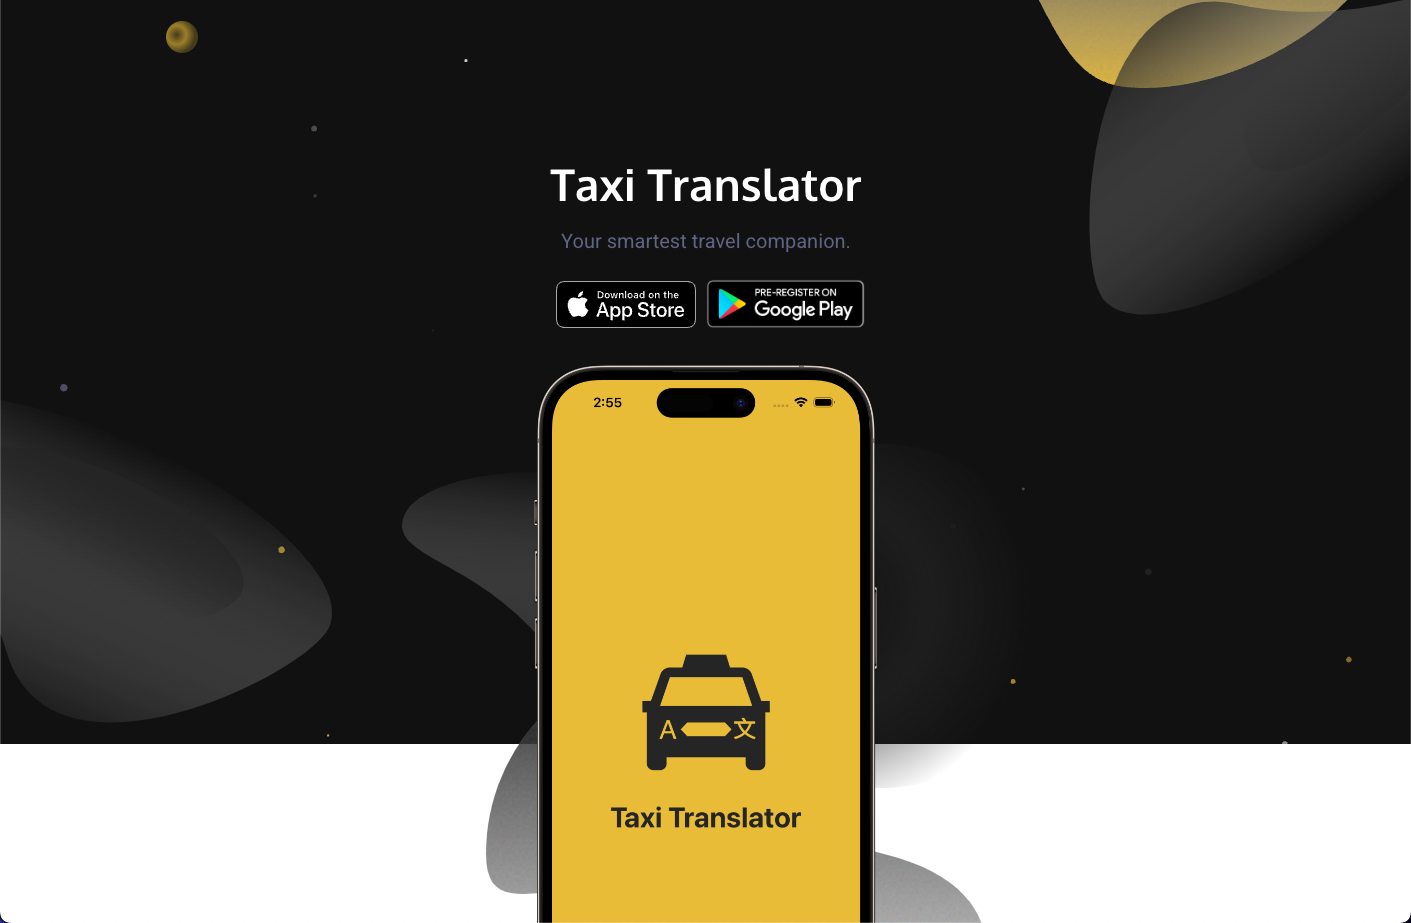 Taxi Translator
Your smartest travel companion.
Download on the
App Store
PRE-REGISTER ON
Google Play
2:55
A 文
Taxi Translator